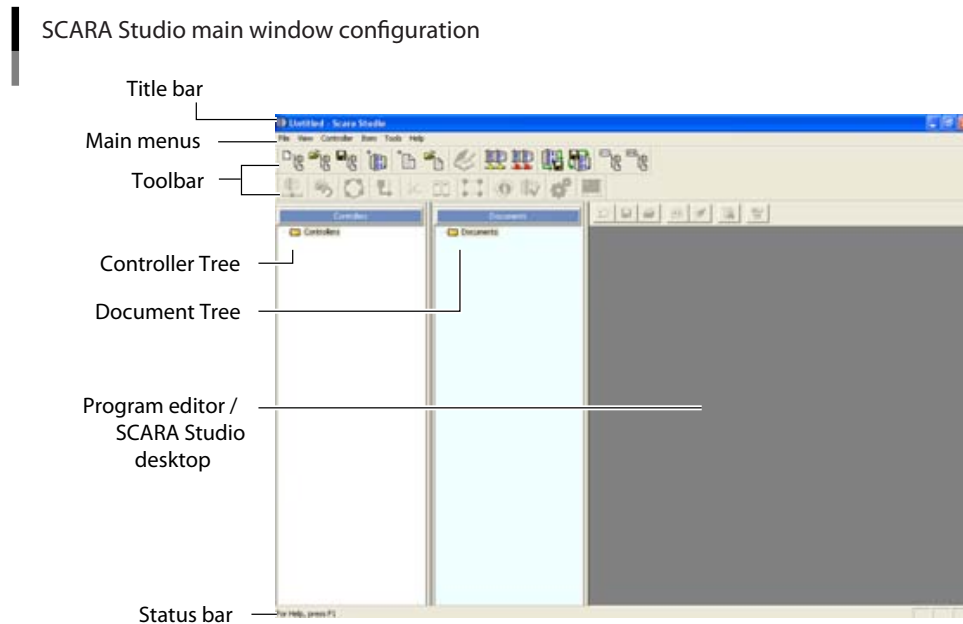 SCARA Studio main window configuration
Title bar
Untitled - Scara Studio
Main menus
File View Controller Item Tools Help
Toolbar
Controllers
Documents
Controllers
Documents
Controller Tree
Document Tree
Program editor /
SCARA Studio
desktop
Status bar
For Help, press F1